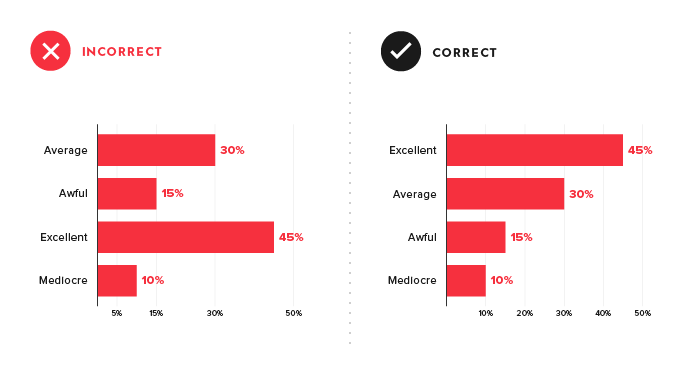 INCORRECT
Average 30%
Awful 15%
Excellent 45%
Mediocre 10%
5% 15% 30% 50%
CORRECT
Excellent 45%
Average 30%
Awful 15%
Mediocre 10%
10% 20% 30% 40% 50%